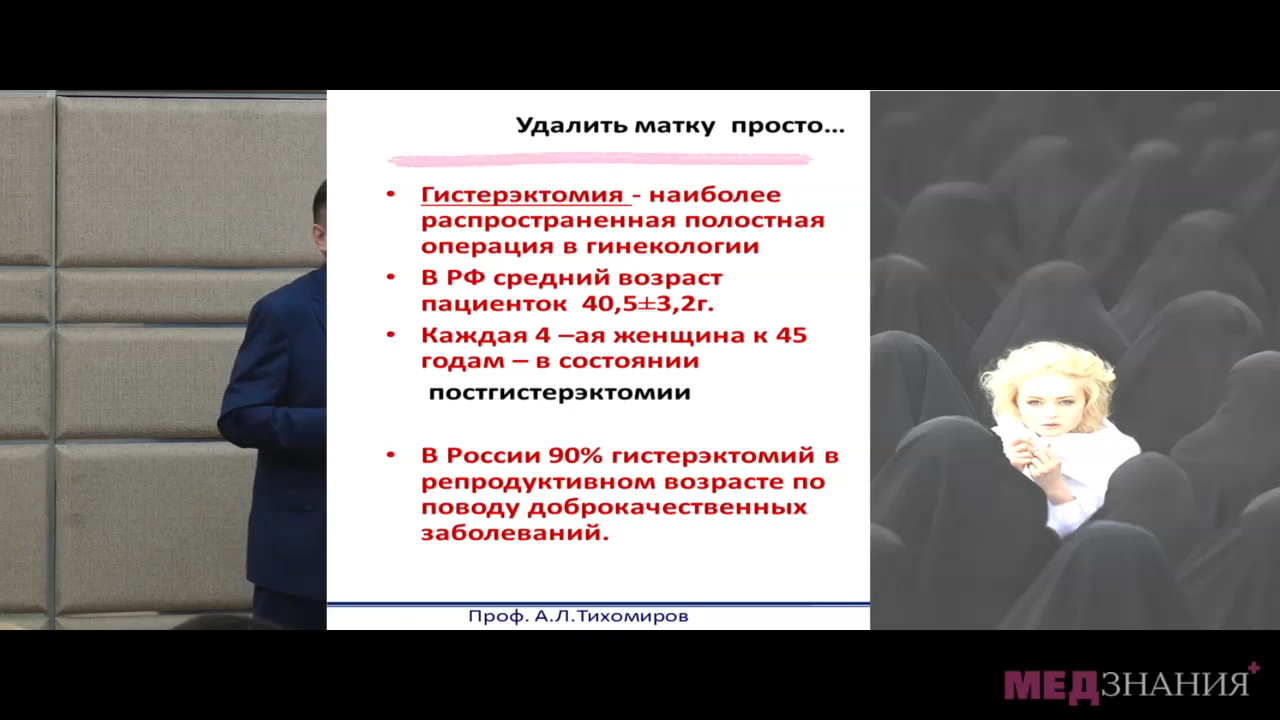 Удалить матку просто...
• Гистерэктомия - наиболее
распространенная полостная
операция в гинекологии
• В РФ средний возраст
пациенток 40,5±3,2г.
• Каждая 4 –ая женщина к 45
годам – в состоянии
постгистерэктомии
• В России 90% гистерэктомий в
репродуктивном возрасте по
поводу доброкачественных
заболеваний.
Проф. А.Л.Тихомиров
МЕДЗНАНИЯ+